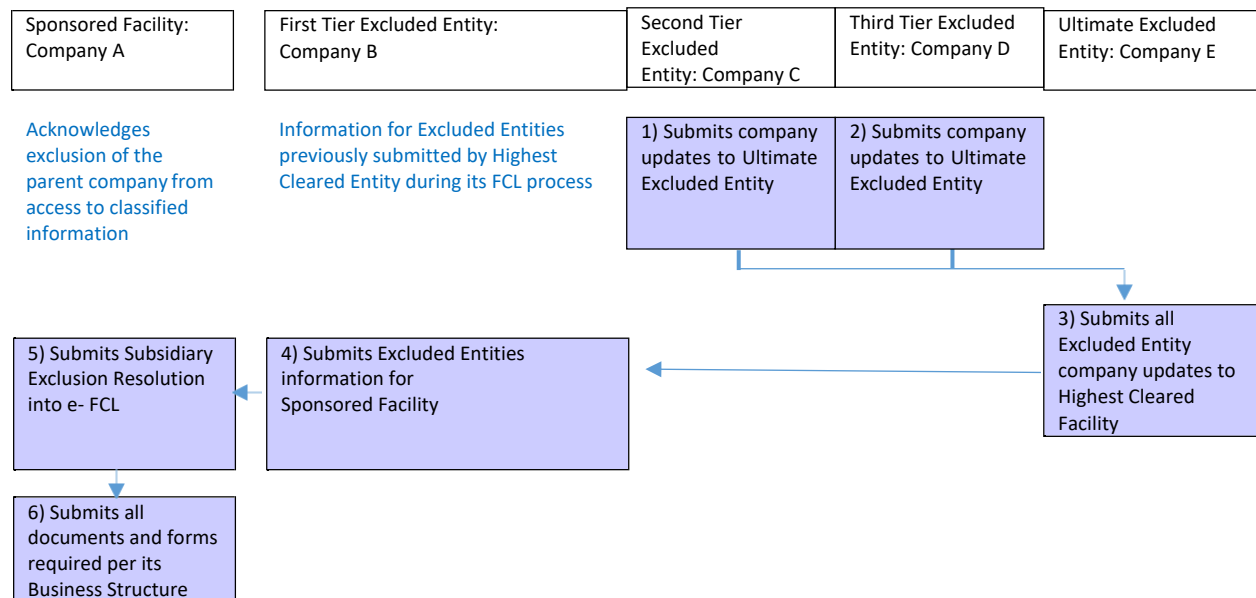 Sponsored Facility:
Company A
First Tier Excluded Entity:
Company B
Second Tier
Excluded
Entity: Company C
Third Tier Excluded
Entity: Company D
Ultimate Excluded
Entity: Company E
Acknowledges
exclusion of the
parent company from
access to classified
information
Information for Excluded Entities
previously submitted by Highest
Cleared Entity during its FCL process
1) Submits company
updates to Ultimate
Excluded Entity
2) Submits company
updates to Ultimate
Excluded Entity
3) Submits all
Excluded Entity
company updates to
Highest Cleared
Facility
5) Submits Subsidiary
Exclusion Resolution
into e- FCL
4) Submits Excluded Entities
information for
Sponsored Facility
6) Submits all
documents and forms
required per its
Business Structure